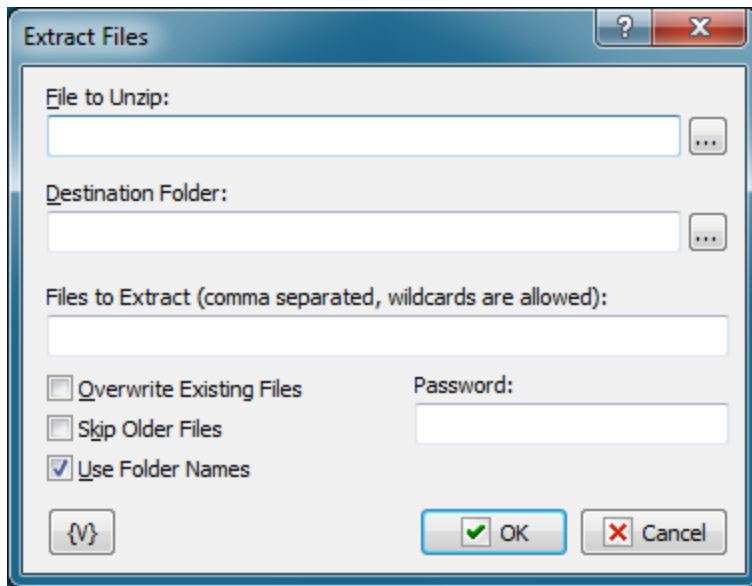 Extract Files
?
File to Unzip:
...
Destination Folder:
...
Files to Extract (comma separated, wildcards are allowed):
Overwrite Existing Files
Password:
Skip Older Files
Use Folder Names
{V}
OK
Cancel